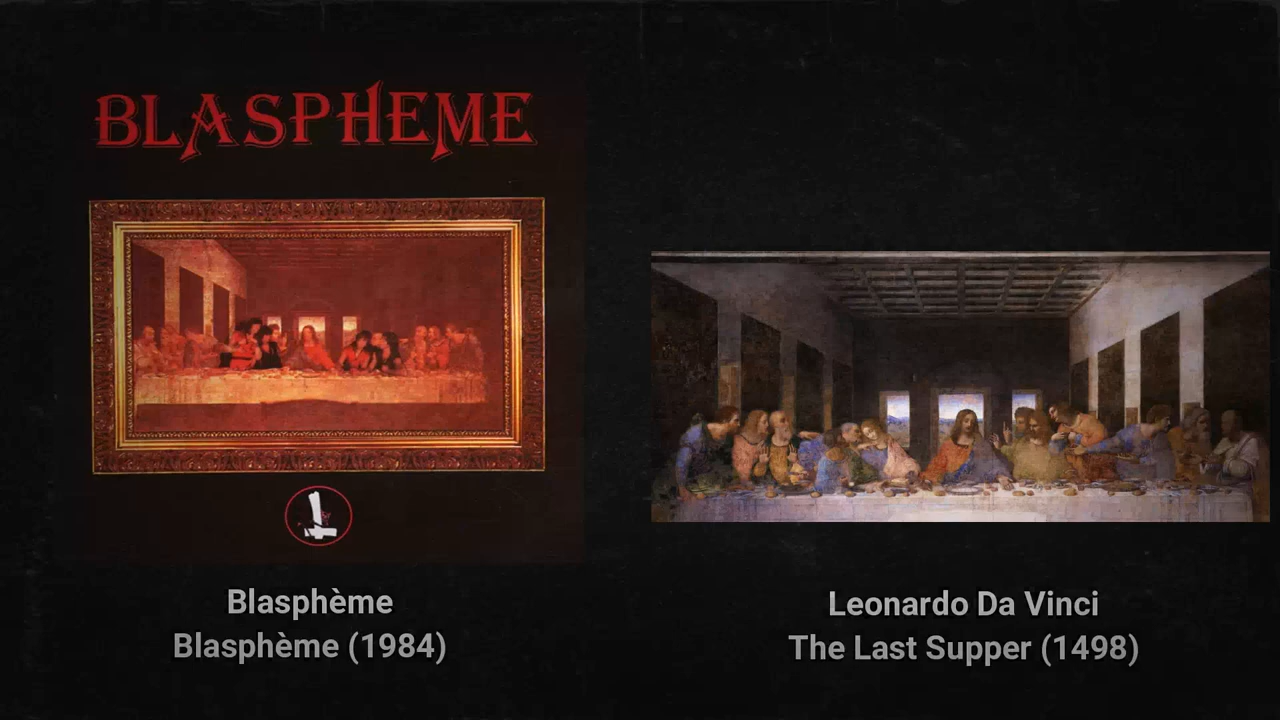 BLASPHEME
Blasphème
Blasphème (1984)
Leonardo Da Vinci
The Last Supper (1498)